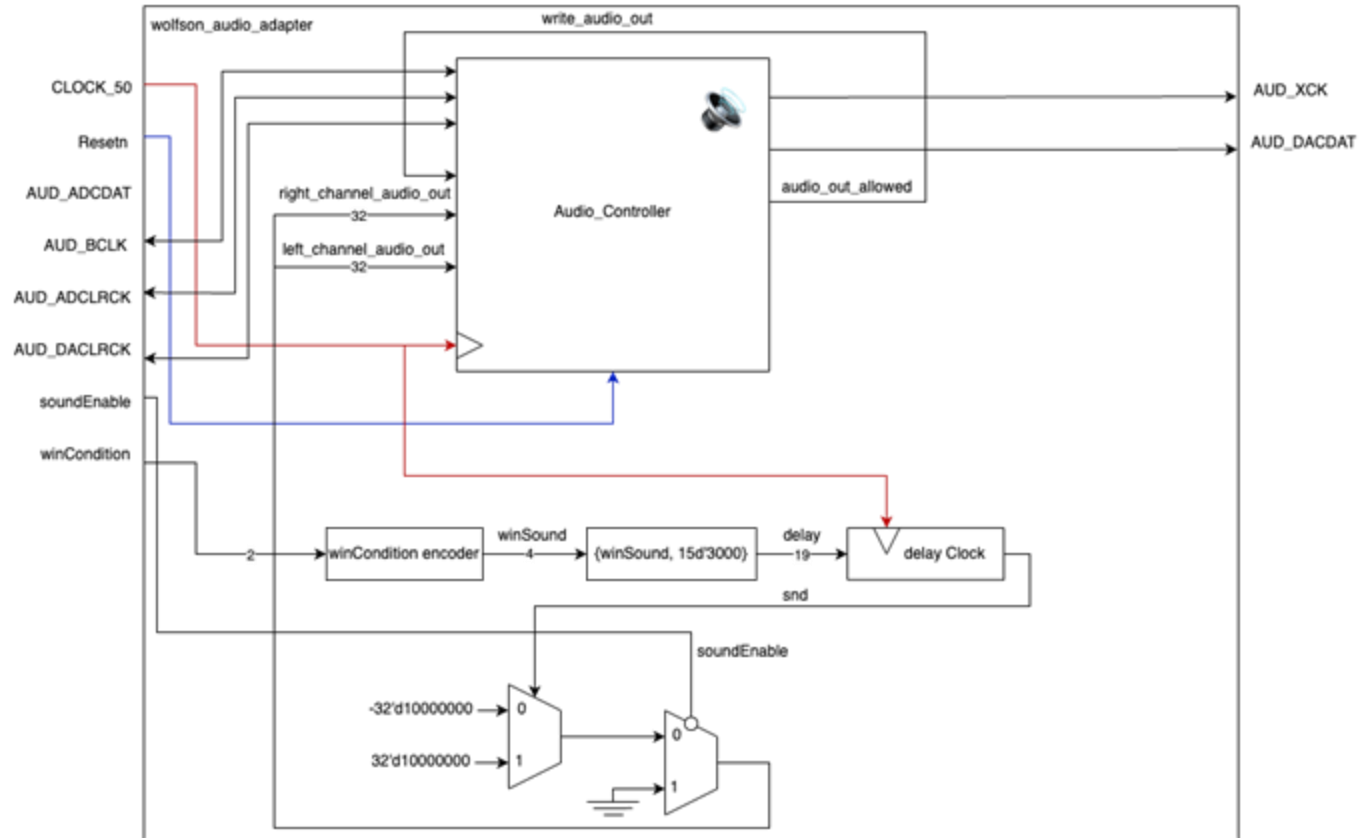 wolfson_audio_adapter
write_audio_out
CLOCK_50
AUD_XCK
Resetn
AUD_DACDAT
AUD_ADCDAT
right_channel_audio_out
audio_out_allowed
32
Audio_Controller
AUD_BCLK
left_channel_audio_out
32
AUD_ADCLRCK
AUD_DACLRCK
soundEnable
winCondition
2
winCondition encoder
winSound
4
{winSound, 15d'3000}
delay
19
delay Clock
snd
soundEnable
-32'd10000000
0
0
32'd10000000
1
1